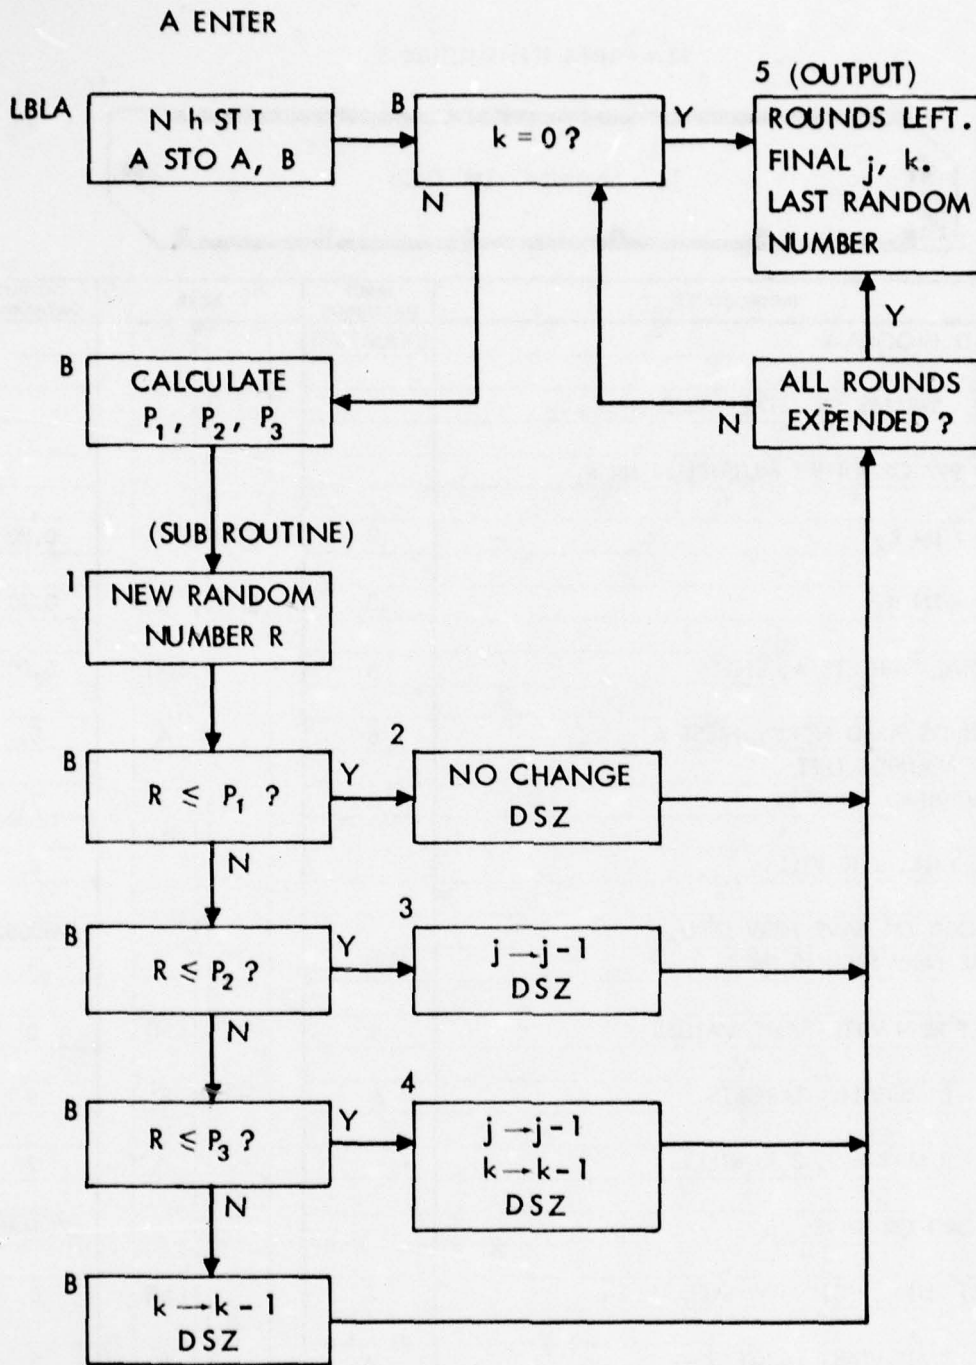 A ENTER
LBLA
N h ST I
A STO A, B
B
k = 0 ?
Y
N
5 (OUTPUT)
ROUNDS LEFT.
FINAL j, k.
LAST RANDOM
NUMBER
Y
ALL ROUNDS
EXPENDED ?
N
B
CALCULATE
P₁, P₂, P₃
(SUB ROUTINE)
1
NEW RANDOM
NUMBER R
B
R ≤ P₁ ?
Y
N
2
NO CHANGE
DSZ
B
R ≤ P₂ ?
Y
N
3
j → j-1
DSZ
B
R ≤ P₃ ?
Y
N
4
j → j-1
k → k-1
DSZ
B
k → k - 1
DSZ